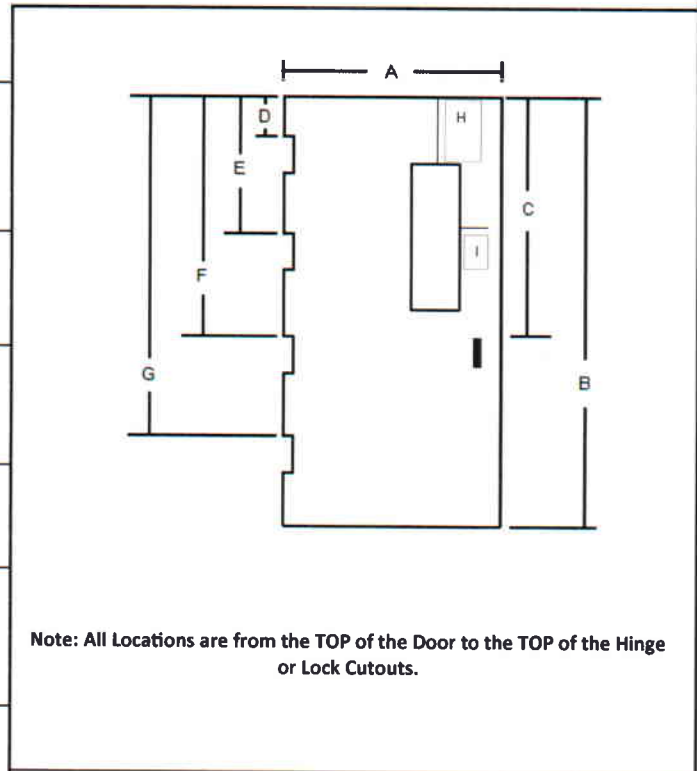 A
D
H
E
C
F
I
G
B
Note: All Locations are from the TOP of the Door to the TOP of the Hinge
or Lock Cutouts.